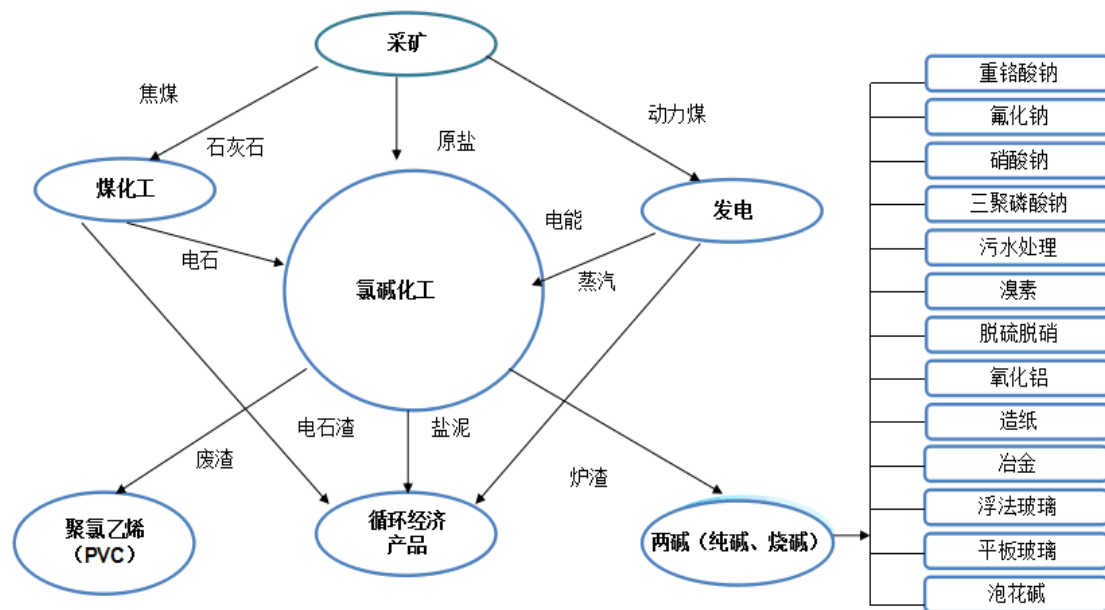 采矿
焦煤
石灰石
原盐
动力煤
煤化工
发电
电石
电能
蒸汽
氯碱化工
废渣
电石渣
盐泥
炉渣
聚氯乙烯
（PVC）
循环经济
产品
两碱（纯碱、烧碱）
重铬酸钠
氟化钠
硝酸钠
三聚磷酸钠
污水处理
溴素
脱硫脱硝
氧化铝
造纸
冶金
浮法玻璃
平板玻璃
泡花碱